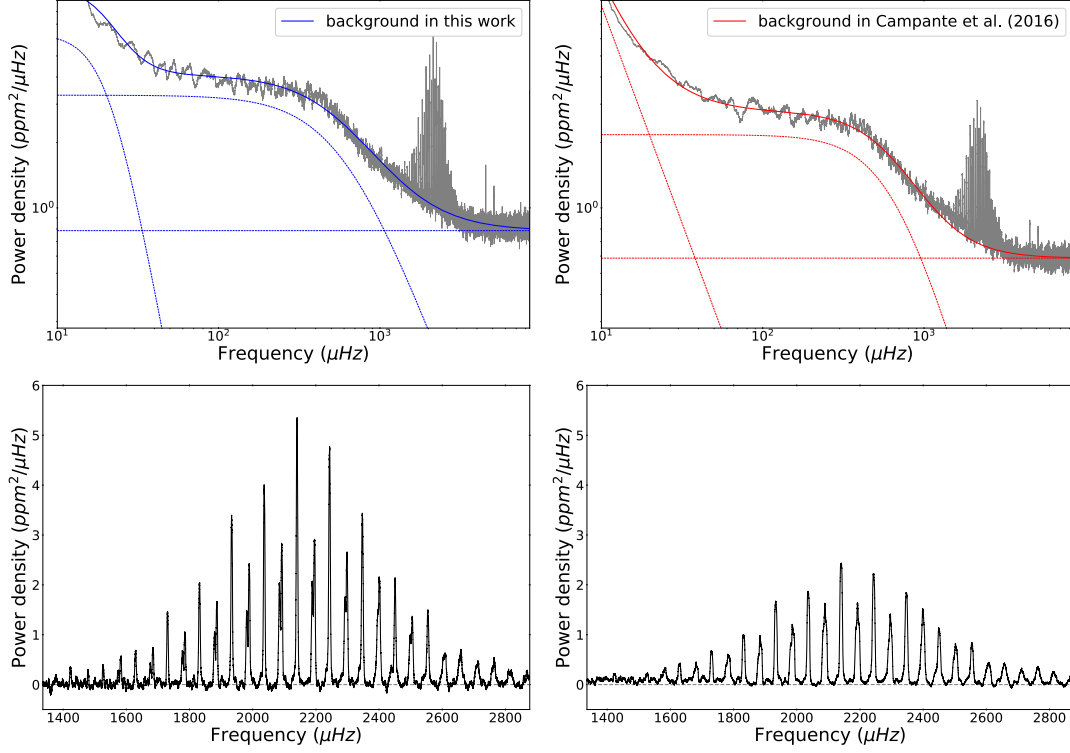 background in this work
Power density (ppm²/μHz)
10⁰
10¹ 10² 10³
Frequency (μHz)
background in Campante et al. (2016)
Power density (ppm²/μHz)
10⁰
10¹ 10² 10³
Frequency (μHz)
6
5
4
3
2
1
0
Power density (ppm²/μHz)
1400 1600 1800 2000 2200 2400 2600 2800
Frequency (μHz)
6
5
4
3
2
1
0
Power density (ppm²/μHz)
1400 1600 1800 2000 2200 2400 2600 2800
Frequency (μHz)